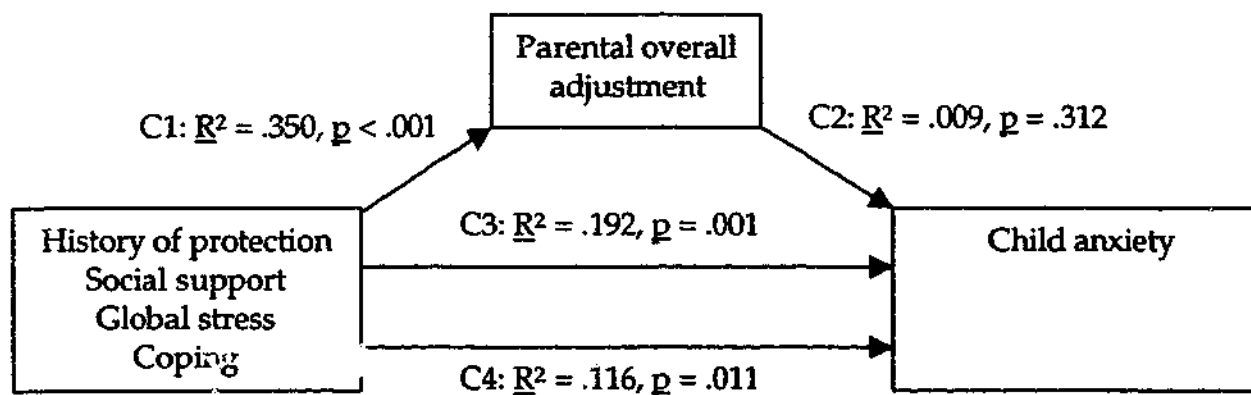 Parental overall
adjustment
C1: R² = .350, p < .001
C2: R² = .009, p = .312
History of protection
Social support
Global stress
Coping
C3: R² = .192, p = .001
Child anxiety
C4: R² = .116, p = .011